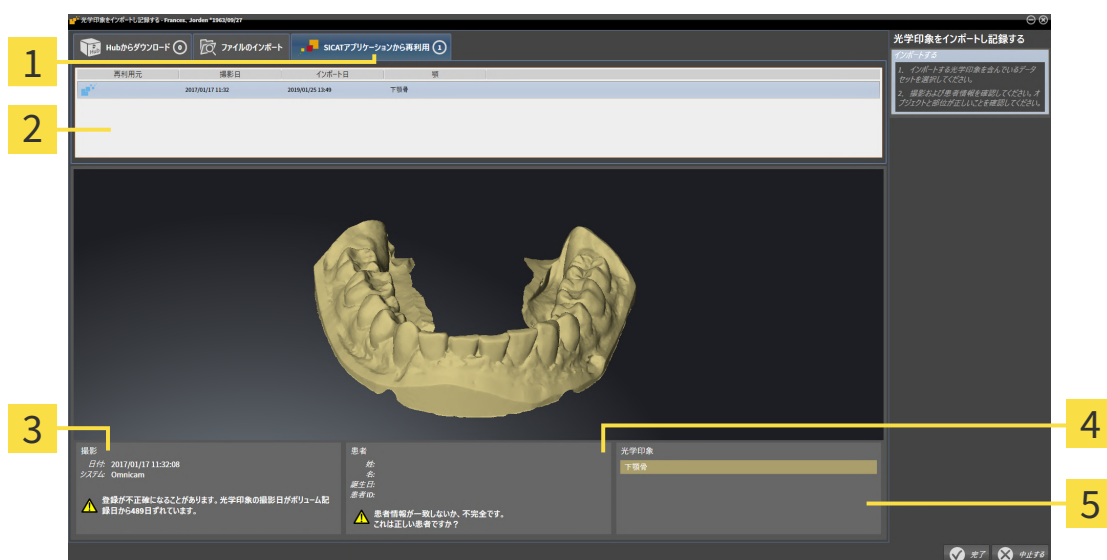 光学印象をインポートし記録する - Frances, Jorden *1963/09/27
Hub
Hubからダウンロード 0
ファイルのインポート
SICATアプリケーションから再利用 1
1
再利用元 撮影日 インポート日 顎
2017/01/17 11:32 2019/01/25 13:49 下顎骨
2
光学印象をインポートし記録する
インポートする
1. インポートする光学印象を含んでいるデータ
セットを選択してください。
2. 撮影および患者情報を確認してください。オ
ブジェクトと部位が正しいことを確認してください。
3
撮影
日付: 2017/01/17 11:32:08
システム: Omnicam
登録が不正確になることがあります。光学印象の撮影日がボリューム記
録日から489日ずれています。
患者
姓:
名:
誕生日:
患者ID:
患者情報が一致しないか、不完全です。
これは正しい患者ですか？
4
光学印象
下顎骨
5
完了
中止する